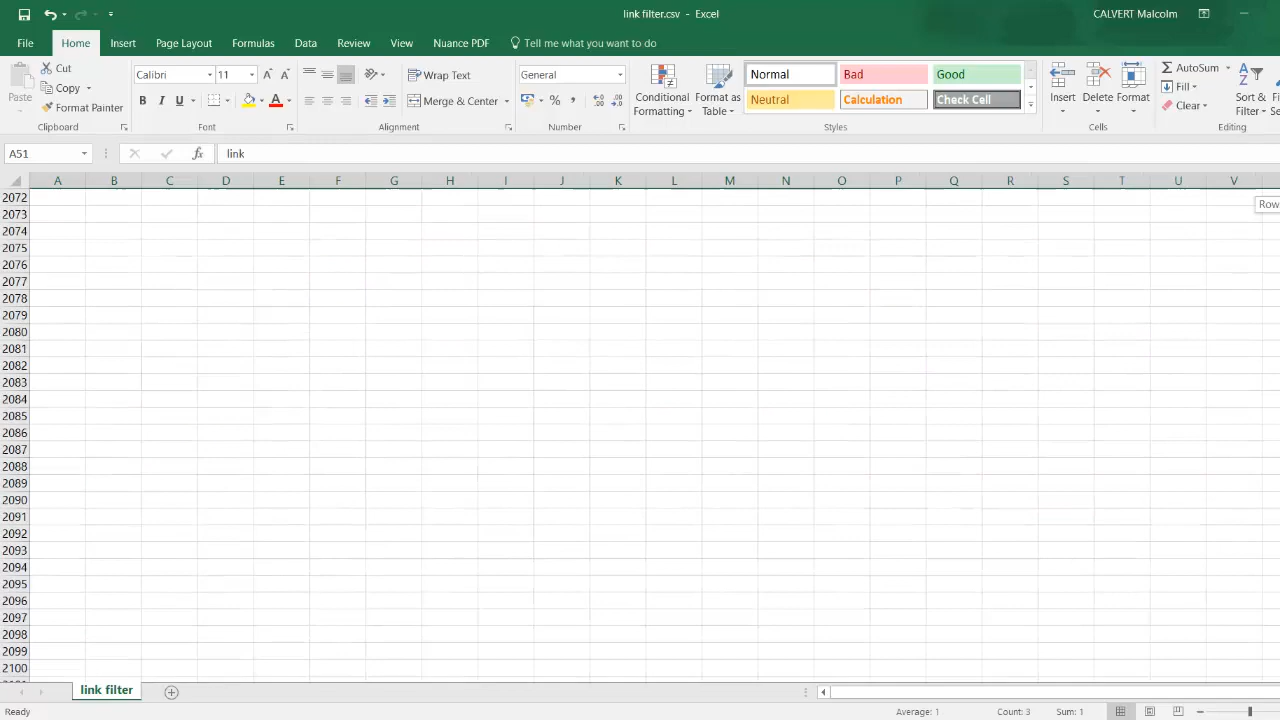 link filter.csv - Excel
CALVERT Malcolm
File Home Insert Page Layout Formulas Data Review View Nuance PDF Tell me what you want to do
Paste
Cut
Copy
Format Painter
Clipboard
Calibri 11
B I U
A
Font
Wrap Text
Merge & Center
Alignment
General
%
Number
Conditional Formatting
Format as Table
Normal Bad Good
Neutral Calculation Check Cell
Styles
Insert Delete Format
Cells
AutoSum
Fill
Clear
Sort & Filter
Editing
A51 fx link
A B C D E F G H I J K L M N O P Q R S T U V
Row
2072
2073
2074
2075
2076
2077
2078
2079
2080
2081
2082
2083
2084
2085
2086
2087
2088
2089
2090
2091
2092
2093
2094
2095
2096
2097
2098
2099
2100
link filter
Ready Average: 1 Count: 3 Sum: 1